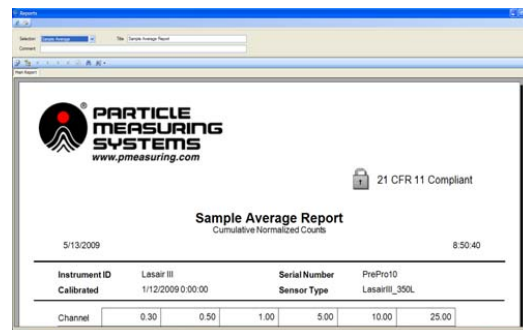 Reports
Selection Sample Average Title Sample Average Report
Comment
Main Report
PARTICLE
MEASURING
SYSTEMS
www.pmeasuring.com
21 CFR 11 Compliant
Sample Average Report
Cumulative Normalized Counts
5/13/2009 8:50:40
Instrument ID Lasair III Serial Number PrePro10
Calibrated 1/12/2009 0:00:00 Sensor Type LasairIII_350L
Channel 0.30 0.50 1.00 5.00 10.00 25.00